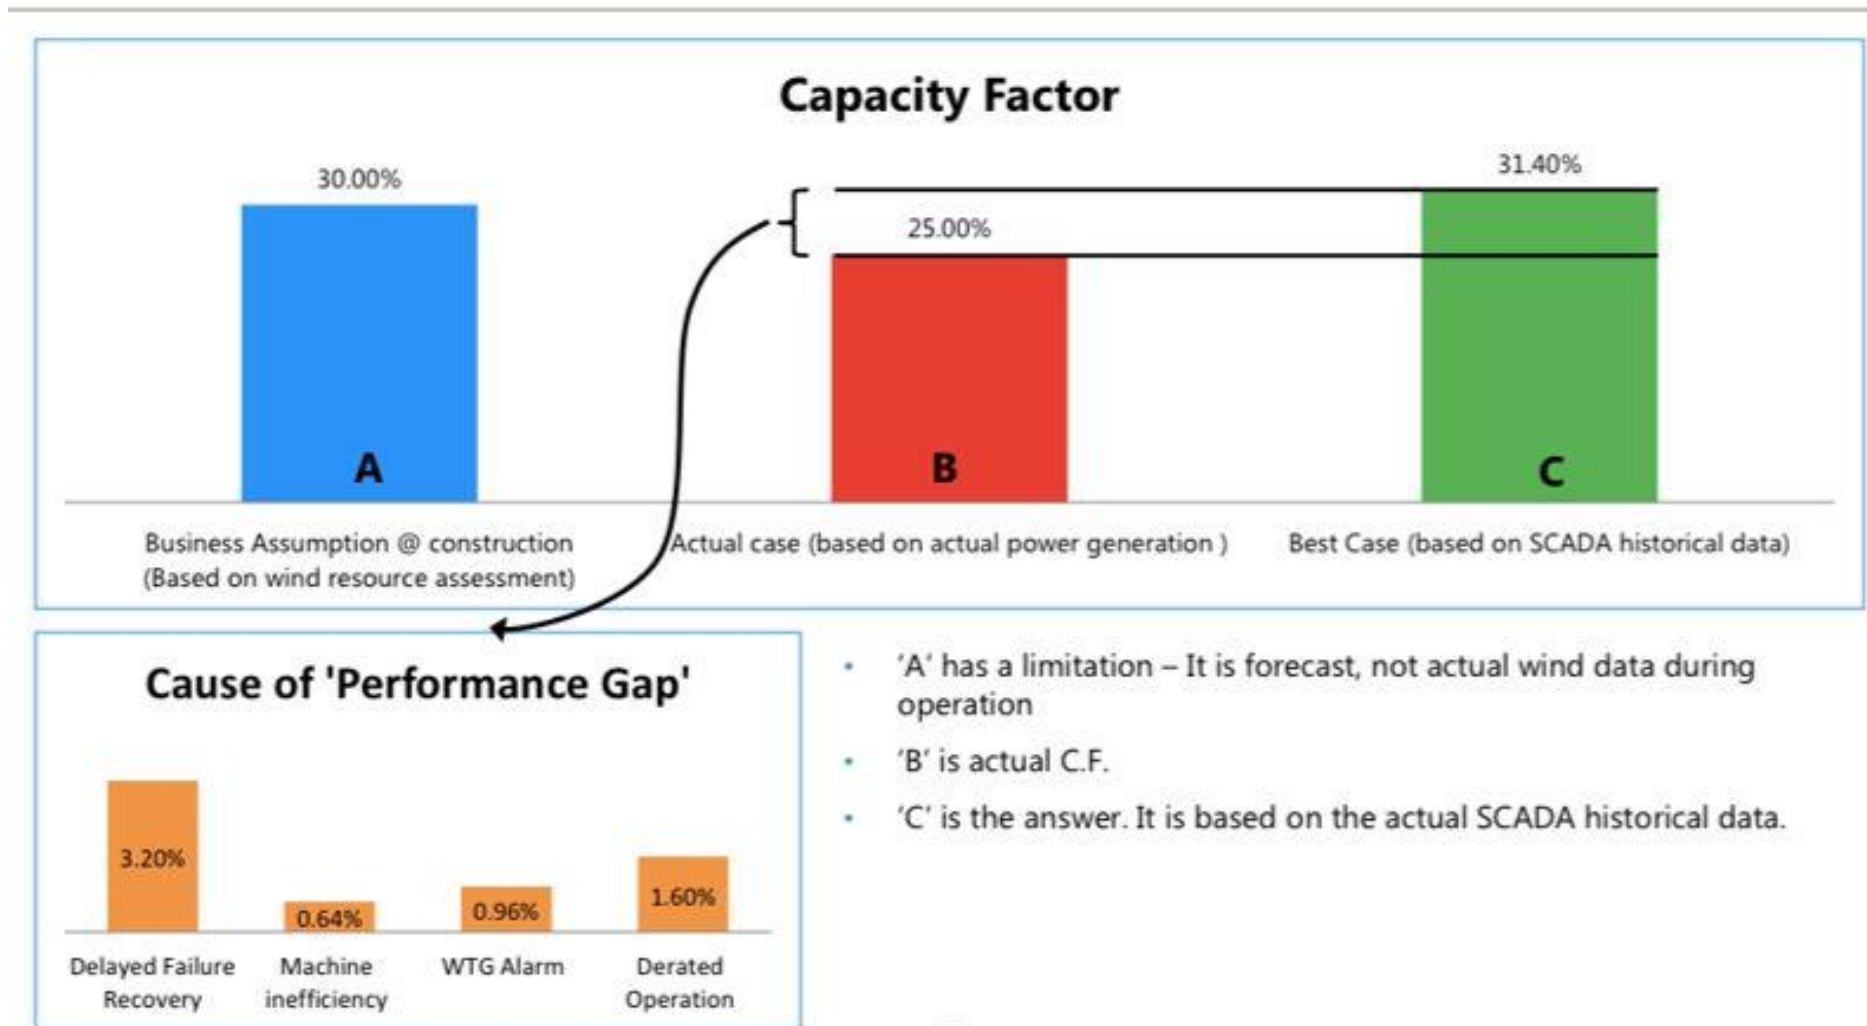 Capacity Factor
30.00%
25.00%
31.40%
A
B
C
Business Assumption @ construction
(Based on wind resource assessment)
Actual case (based on actual power generation )
Best Case (based on SCADA historical data)
Cause of 'Performance Gap'
3.20%
0.64%
0.96%
1.60%
Delayed Failure
Recovery
Machine
inefficiency
WTG Alarm
Derated
Operation
• ‘A’ has a limitation – It is forecast, not actual wind data during
operation
• ‘B’ is actual C.F.
• ‘C’ is the answer. It is based on the actual SCADA historical data.